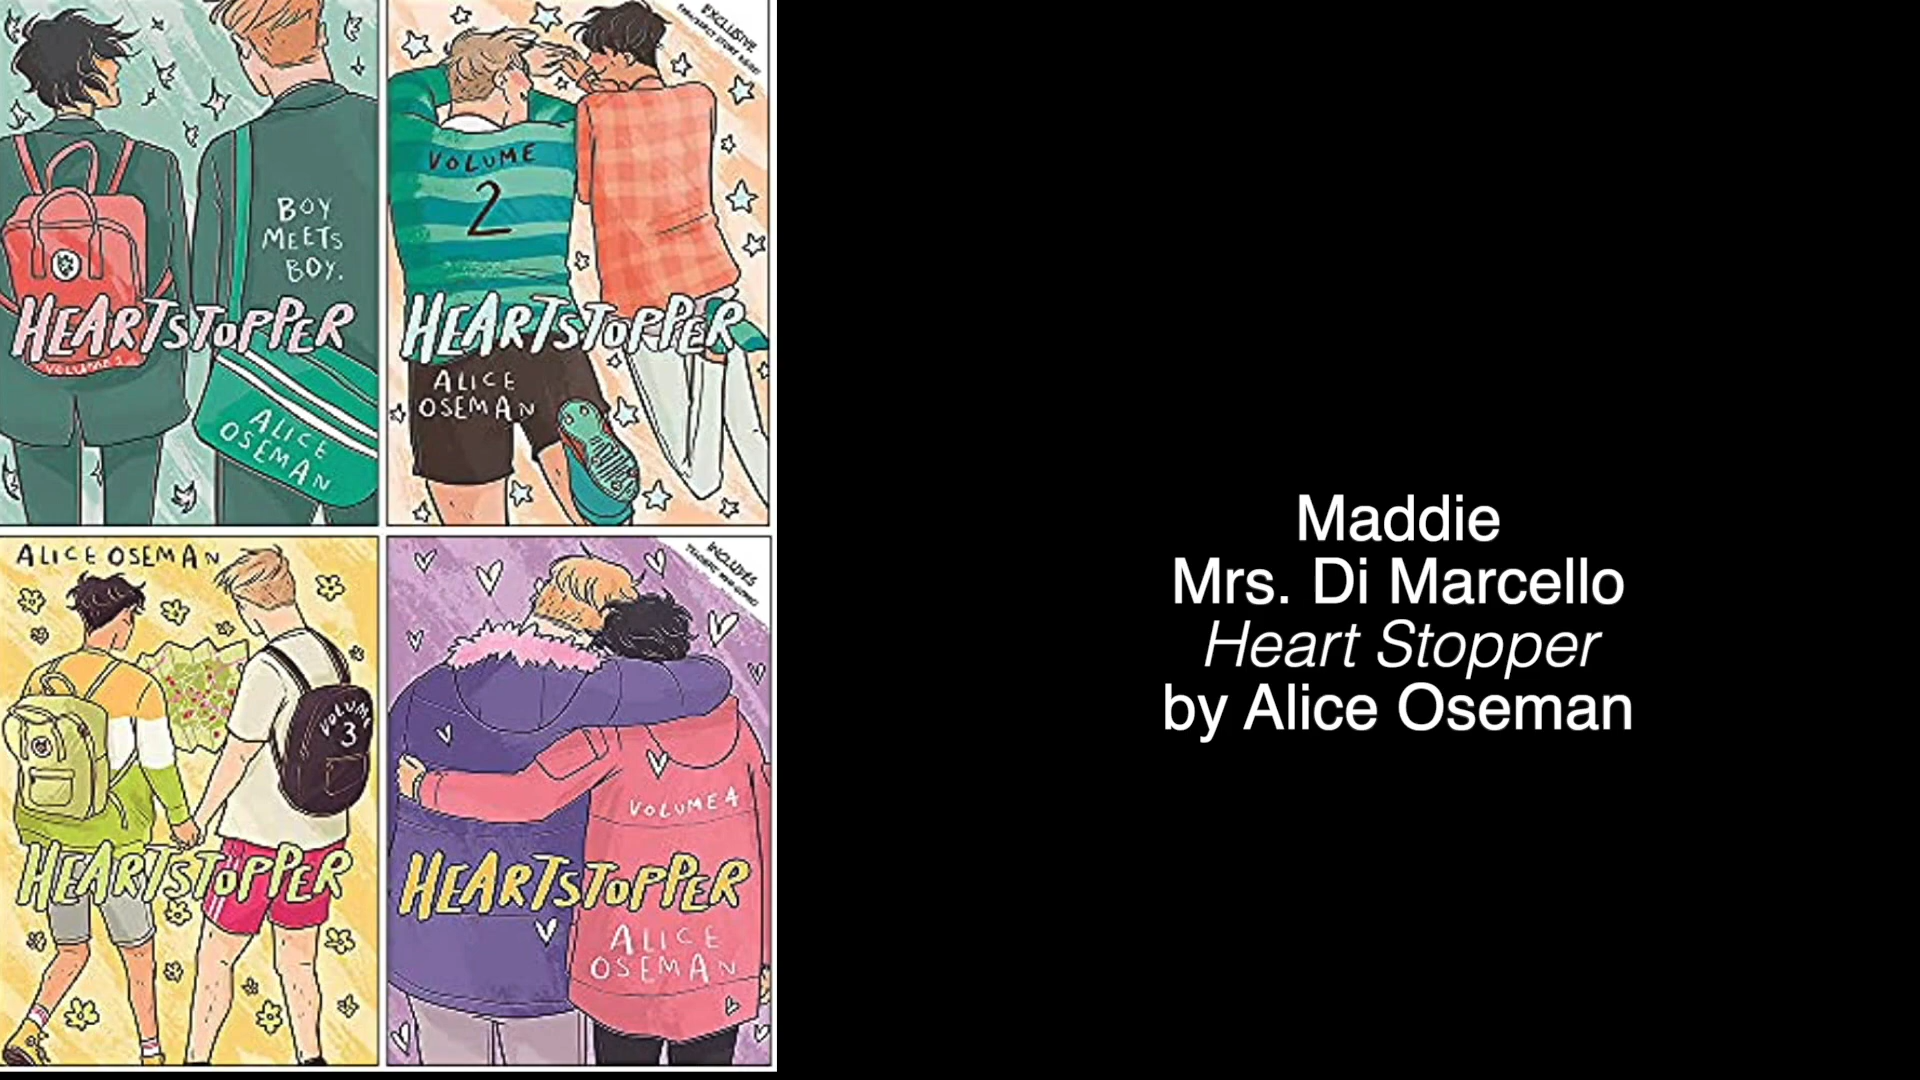 BOY
MEETS
BOY.
HEARTSTOPPER
VOLUME 1
ALICE
OSEMAN
EXCLUSIVE
VOLUME
2
HEARTSTOPPER
ALICE
OSEMAN
ALICE OSEMAN
VOLUME
3
HEARTSTOPPER
INCLUDES
VOLUME 4
HEARTSTOPPER
ALICE
OSEMAN
Maddie
Mrs. Di Marcello
Heart Stopper
by Alice Oseman